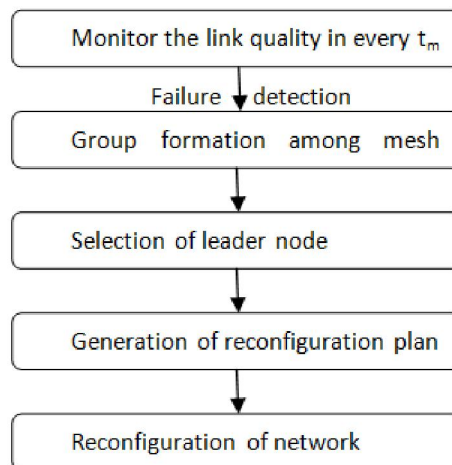 Monitor the link quality in every tₘ
Failure detection
Group formation among mesh
Selection of leader node
Generation of reconfiguration plan
Reconfiguration of network